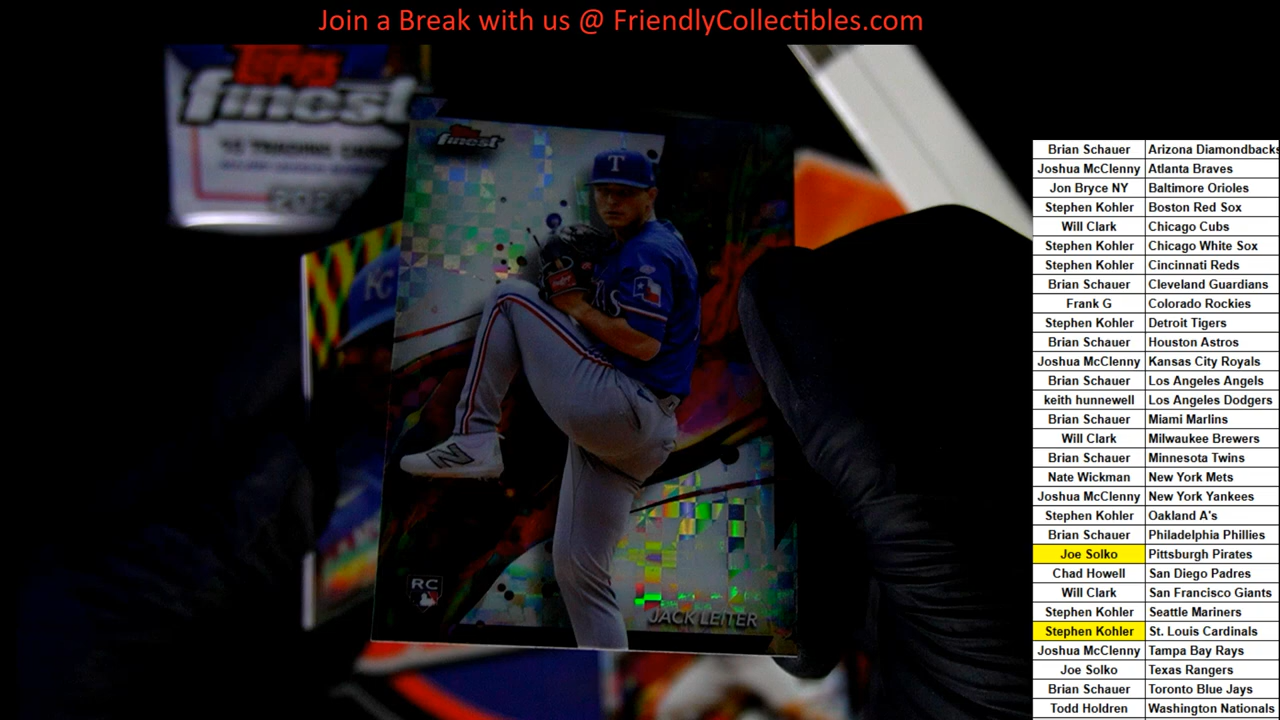 Join a Break with us @ FriendlyCollectibles.com
Topps
finest
10 TRADING CARDS
Topps
finest
T
RC
JACK LEITER
Brian Schauer Arizona Diamondbacks
Joshua McClenny Atlanta Braves
Jon Bryce NY Baltimore Orioles
Stephen Kohler Boston Red Sox
Will Clark Chicago Cubs
Stephen Kohler Chicago White Sox
Stephen Kohler Cincinnati Reds
Brian Schauer Cleveland Guardians
Frank G Colorado Rockies
Stephen Kohler Detroit Tigers
Brian Schauer Houston Astros
Joshua McClenny Kansas City Royals
Brian Schauer Los Angeles Angels
keith hunnewell Los Angeles Dodgers
Brian Schauer Miami Marlins
Will Clark Milwaukee Brewers
Brian Schauer Minnesota Twins
Nate Wickman New York Mets
Joshua McClenny New York Yankees
Stephen Kohler Oakland A's
Brian Schauer Philadelphia Phillies
Joe Solko Pittsburgh Pirates
Chad Howell San Diego Padres
Will Clark San Francisco Giants
Stephen Kohler Seattle Mariners
Stephen Kohler St. Louis Cardinals
Joshua McClenny Tampa Bay Rays
Joe Solko Texas Rangers
Brian Schauer Toronto Blue Jays
Todd Holdren Washington Nationals